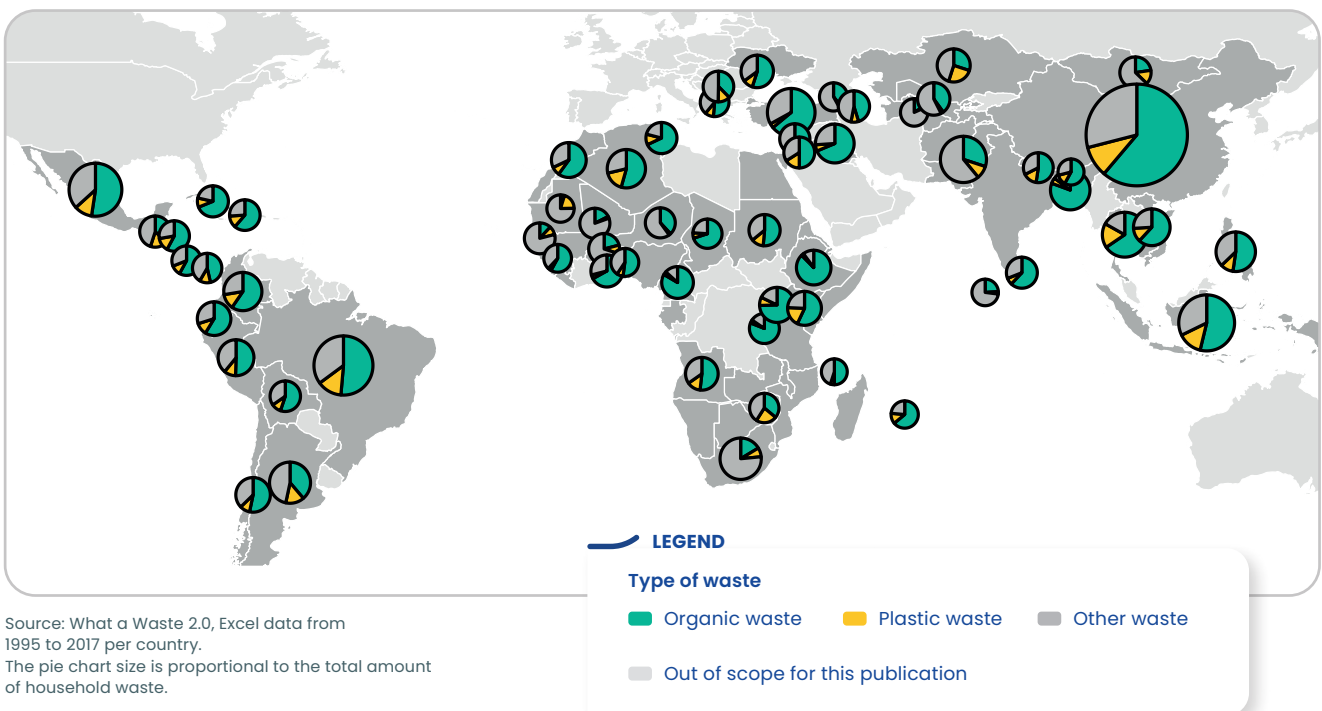 LEGEND
Type of waste
Organic waste
Plastic waste
Other waste
Out of scope for this publication
Source: What a Waste 2.0, Excel data from
1995 to 2017 per country.
The pie chart size is proportional to the total amount
of household waste.